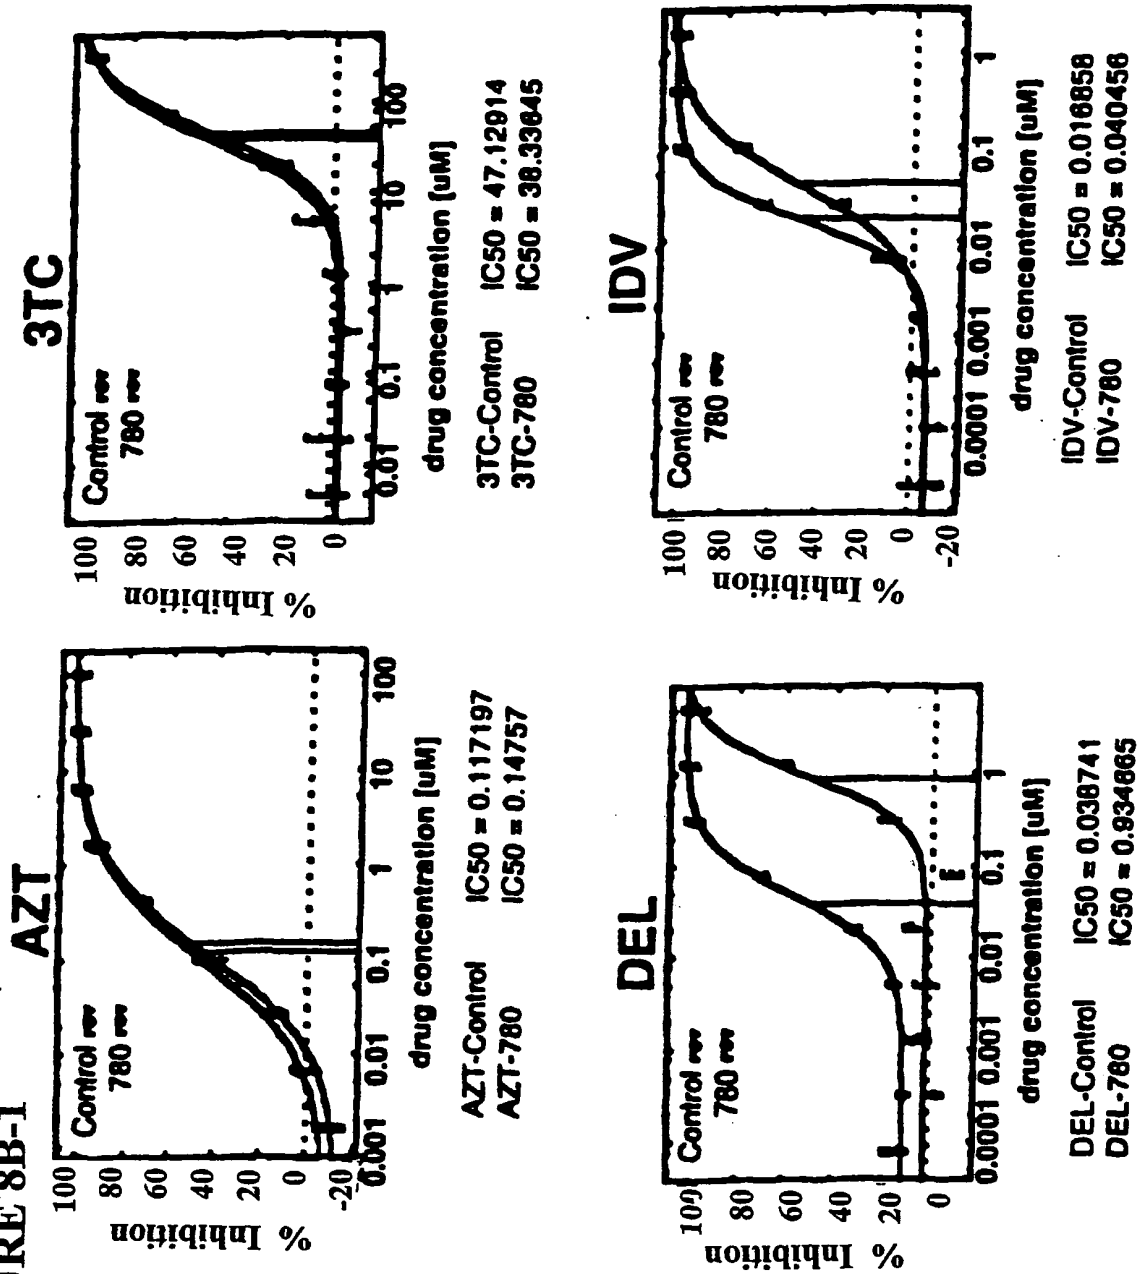 RE 8B-1
AZT
Control
780
% Inhibition
100
80
60
40
20
0
-20
0.001
0.01
0.1
1
10
100
drug concentration [uM]
AZT-Control IC50 = 0.117197
AZT-780 IC50 = 0.14757
3TC
Control
780
% Inhibition
100
80
60
40
20
0
0.01
0.1
1
10
100
drug concentration [uM]
3TC-Control IC50 = 47.12914
3TC-780 IC50 = 38.33645
DEL
Control
780
% Inhibition
100
80
60
40
20
0
0.0001
0.001
0.01
0.1
1
drug concentration [uM]
DEL-Control IC50 = 0.038741
DEL-780 IC50 = 0.934865
IDV
Control
780
% Inhibition
100
80
60
40
20
0
-20
0.0001
0.001
0.01
0.1
1
drug concentration [uM]
IDV-Control IC50 = 0.016858
IDV-780 IC50 = 0.040456